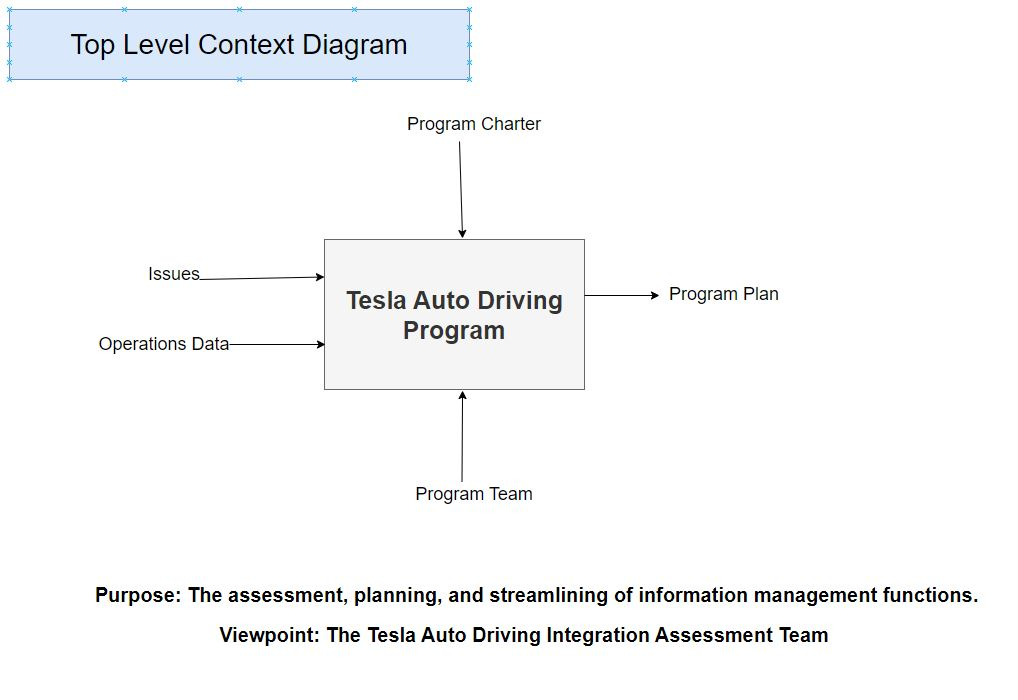 Top Level Context Diagram
Program Charter
Issues
Tesla Auto Driving
Program
Program Plan
Operations Data
Program Team
Purpose: The assessment, planning, and streamlining of information management functions.
Viewpoint: The Tesla Auto Driving Integration Assessment Team